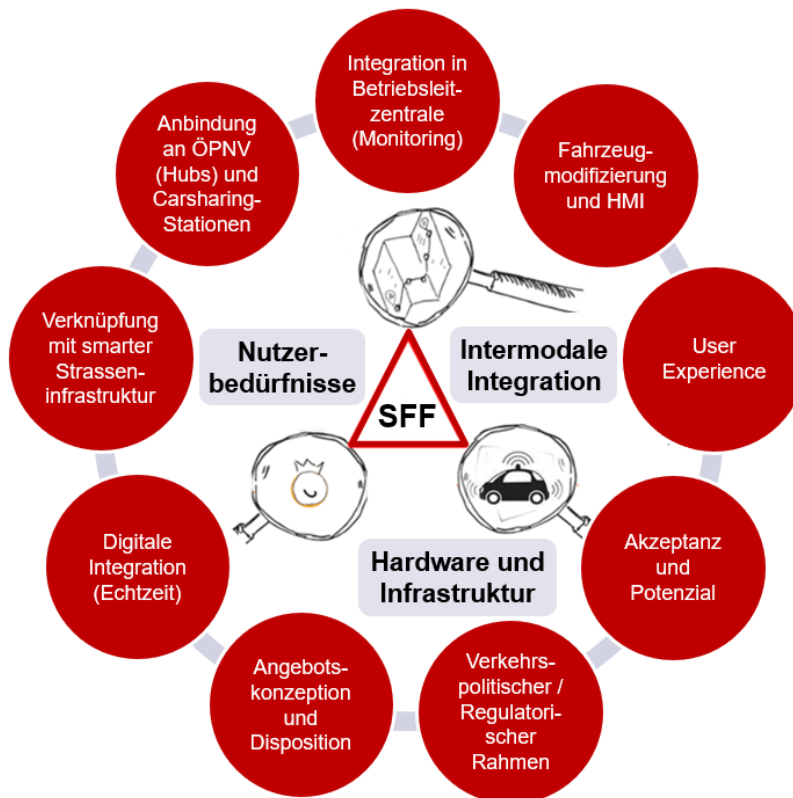 Integration in
Betriebsleit-
zentrale
(Monitoring)
Fahrzeug-
modifizierung
und HMI
User
Experience
Akzeptanz
und
Potenzial
Verkehrs-
politischer /
Regulatori-
scher
Rahmen
Angebots-
konzeption
und
Disposition
Digitale
Integration
(Echtzeit)
Verknüpfung
mit smarter
Strassen-
infrastruktur
Anbindung
an ÖPNV
(Hubs) und
Carsharing-
Stationen
Nutzer-
bedürfnisse
Intermodale
Integration
SFF
Hardware und
Infrastruktur